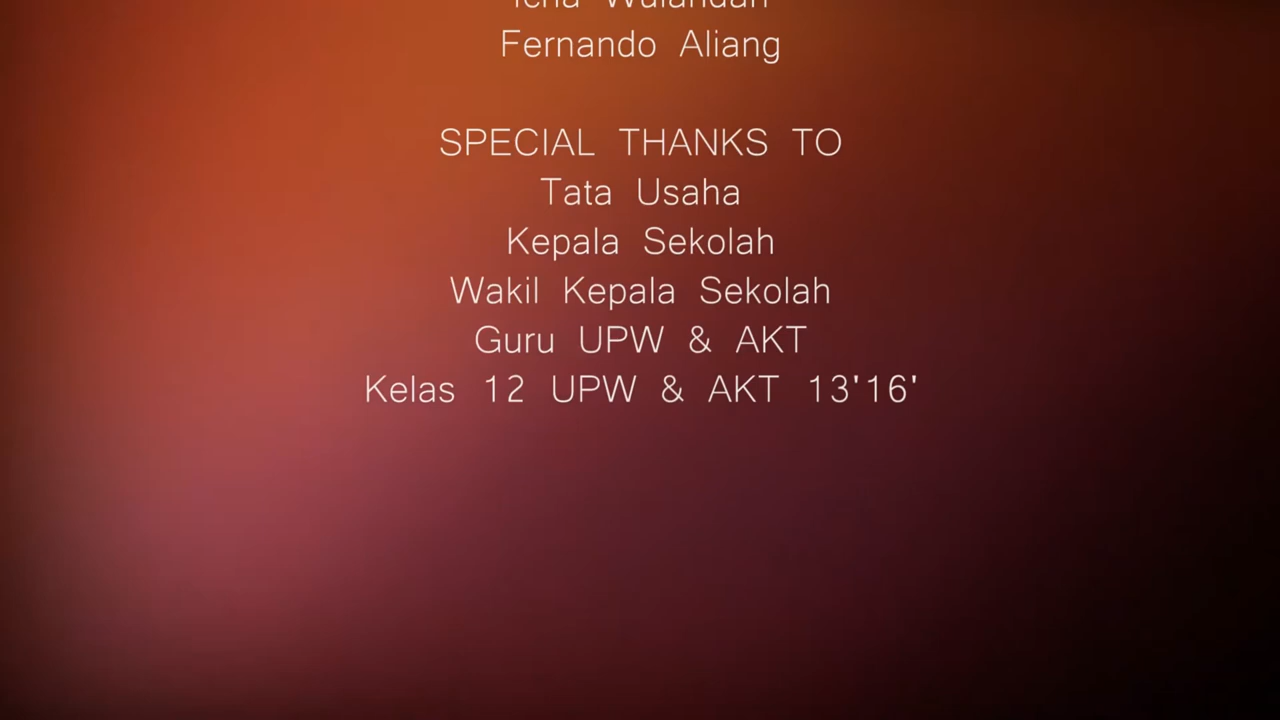 Fernando Aliang
SPECIAL THANKS TO
Tata Usaha
Kepala Sekolah
Wakil Kepala Sekolah
Guru UPW & AKT
Kelas 12 UPW & AKT 13'16'